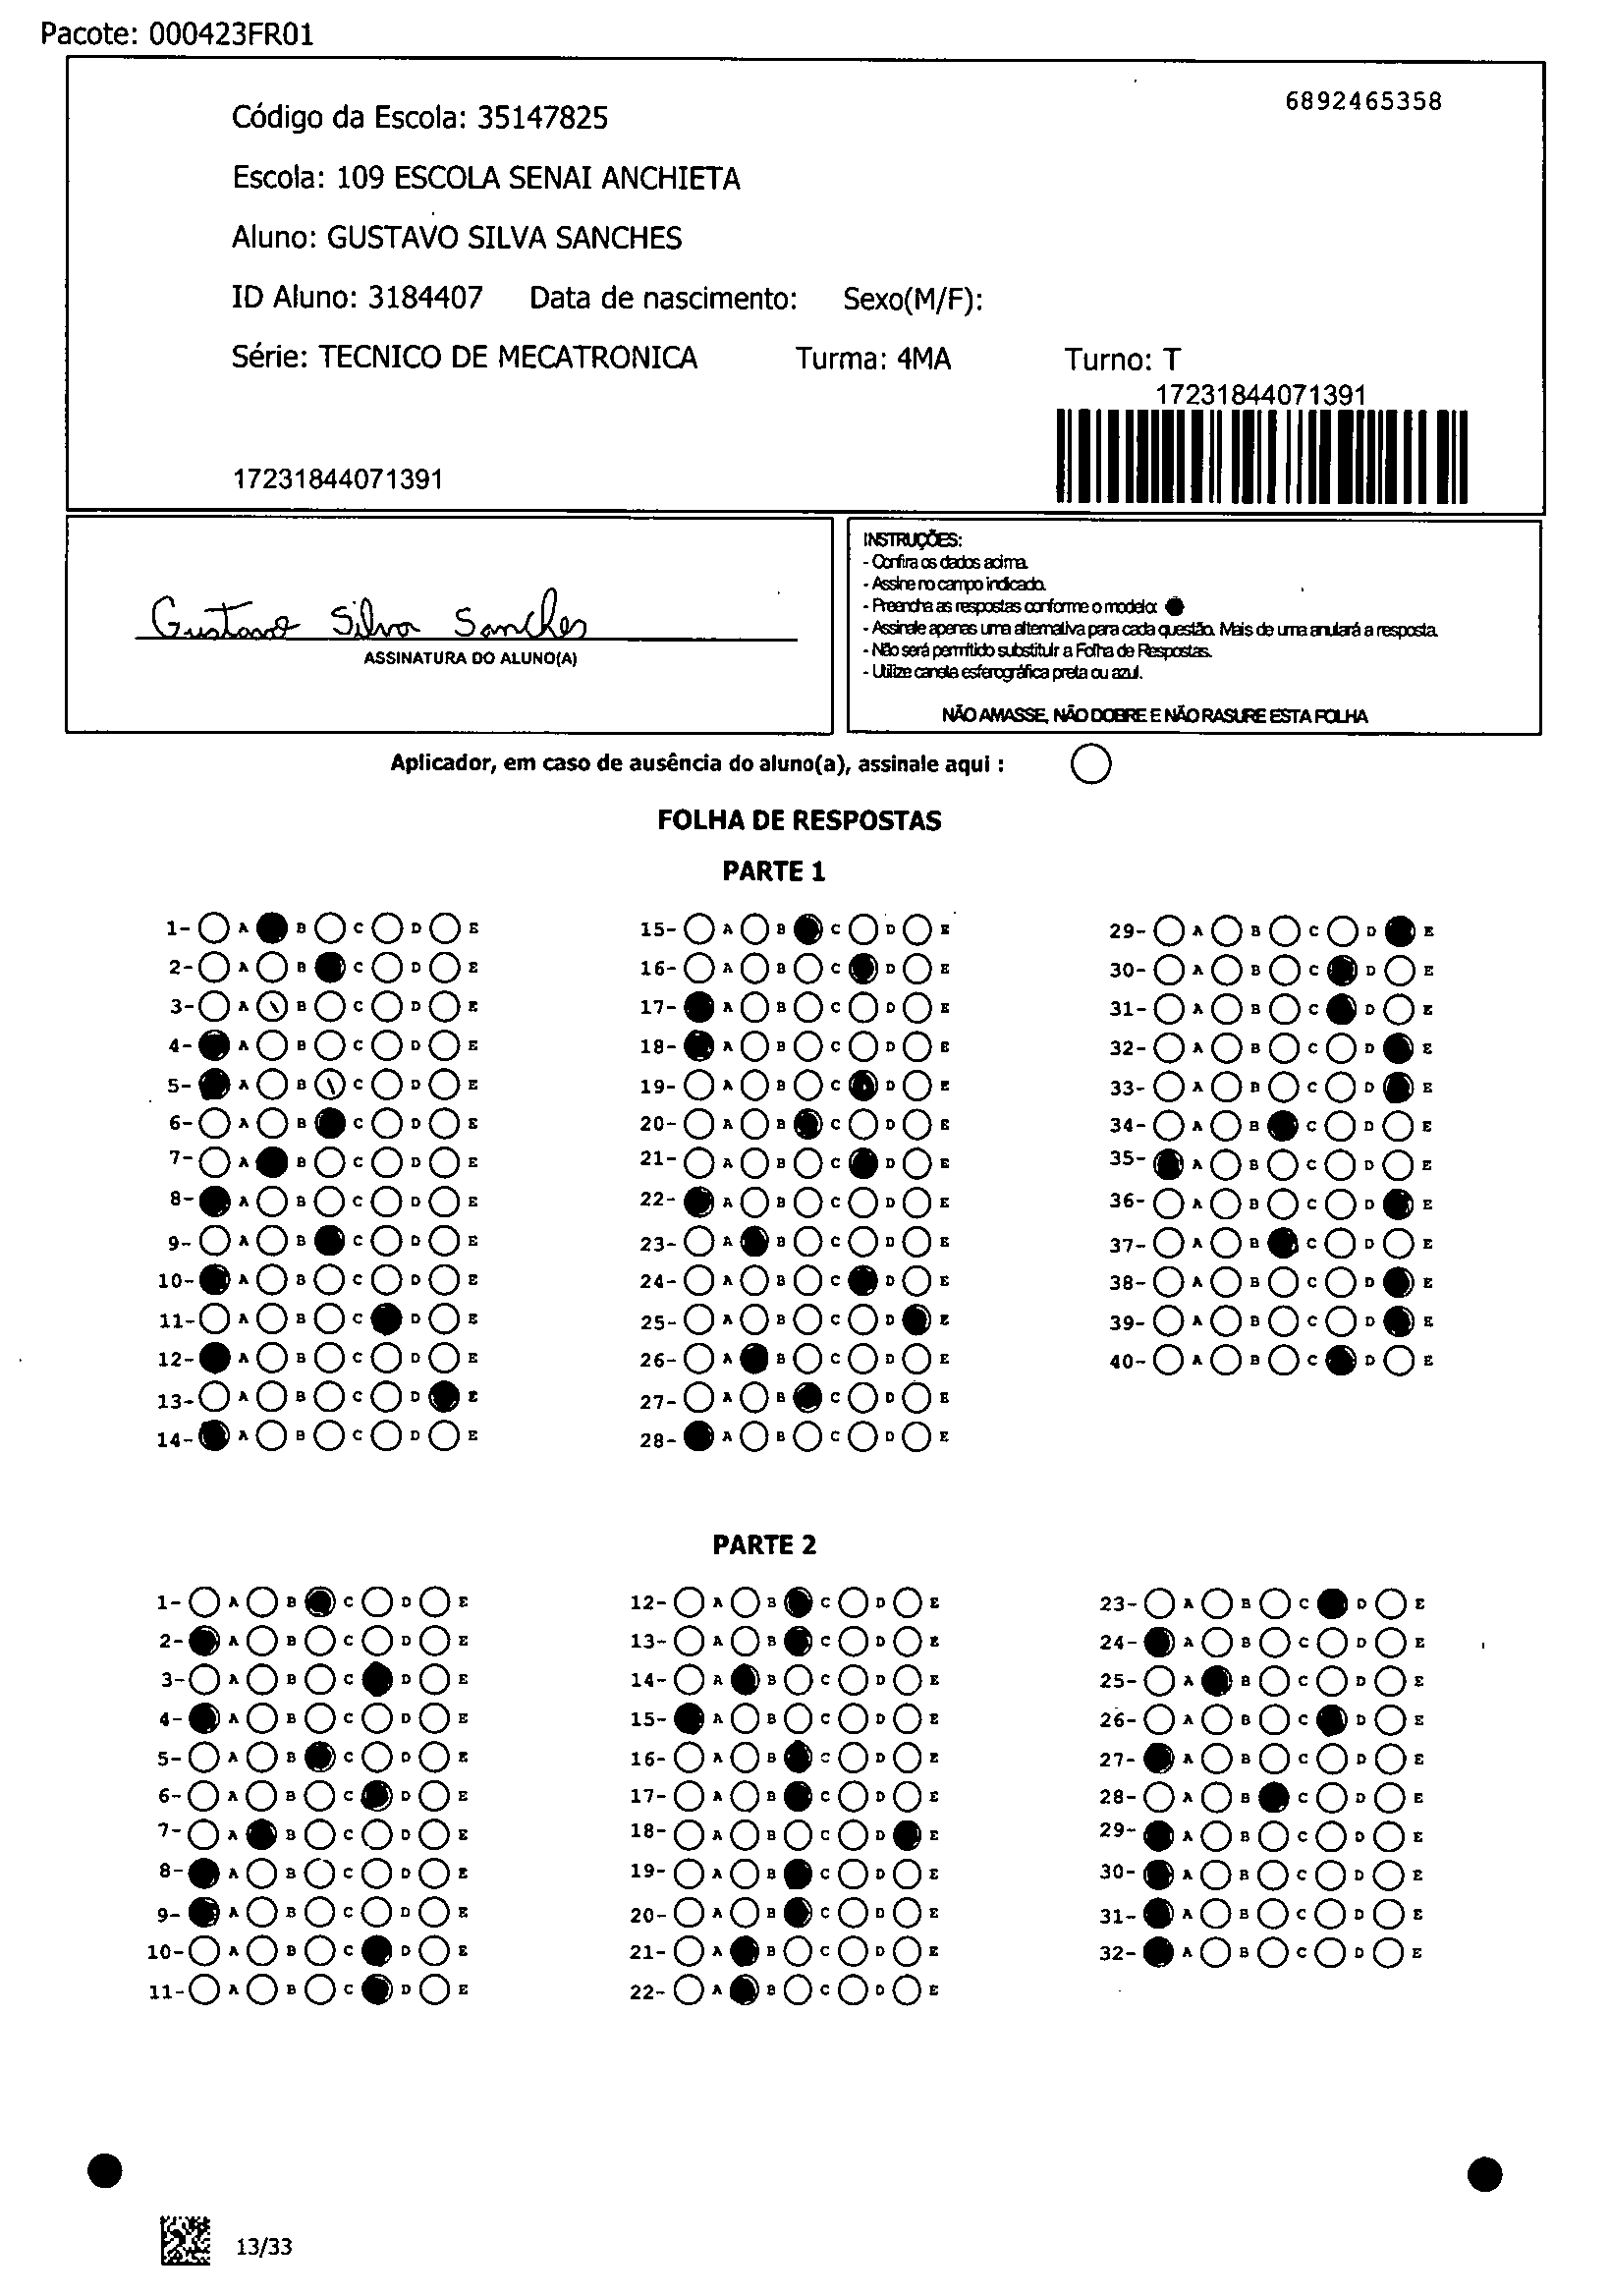 Pacote: 000423FR01
6892465358
Código da Escola: 35147825
Escola: 109 ESCOLA SENAI ANCHIETA
Aluno: GUSTAVO SILVA SANCHES
ID Aluno: 3184407 Data de nascimento: Sexo(M/F):
Série: TECNICO DE MECATRONICA Turma: 4MA Turno: T
17231844071391
17231844071391
Gustavo Silva Sanches
ASSINATURA DO ALUNO(A)
INSTRUÇÕES:
- Confira os dados acima.
- Assine no campo indicado.
- Preencha as respostas conforme o modelo:
- Assinale apenas uma alternativa para cada questão. Mais de uma anulará a resposta.
- Não será permitido substituir a Folha de Respostas.
- Utilize caneta esferográfica preta ou azul.
NÃO AMASSE, NÃO DOBRE E NÃO RASURE ESTA FOLHA
Aplicador, em caso de ausência do aluno(a), assinale aqui :
FOLHA DE RESPOSTAS
PARTE 1
1- A B C D E 15- A B C D E 29- A B C D E
2- A B C D E 16- A B C D E 30- A B C D E
3- A B C D E 17- A B C D E 31- A B C D E
4- A B C D E 18- A B C D E 32- A B C D E
5- A B C D E 19- A B C D E 33- A B C D E
6- A B C D E 20- A B C D E 34- A B C D E
7- A B C D E 21- A B C D E 35- A B C D E
8- A B C D E 22- A B C D E 36- A B C D E
9- A B C D E 23- A B C D E 37- A B C D E
10- A B C D E 24- A B C D E 38- A B C D E
11- A B C D E 25- A B C D E 39- A B C D E
12- A B C D E 26- A B C D E 40- A B C D E
13- A B C D E 27- A B C D E
14- A B C D E 28- A B C D E
PARTE 2
1- A B C D E 12- A B C D E 23- A B C D E
2- A B C D E 13- A B C D E 24- A B C D E
3- A B C D E 14- A B C D E 25- A B C D E
4- A B C D E 15- A B C D E 26- A B C D E
5- A B C D E 16- A B C D E 27- A B C D E
6- A B C D E 17- A B C D E 28- A B C D E
7- A B C D E 18- A B C D E 29- A B C D E
8- A B C D E 19- A B C D E 30- A B C D E
9- A B C D E 20- A B C D E 31- A B C D E
10- A B C D E 21- A B C D E 32- A B C D E
11- A B C D E 22- A B C D E
13/33